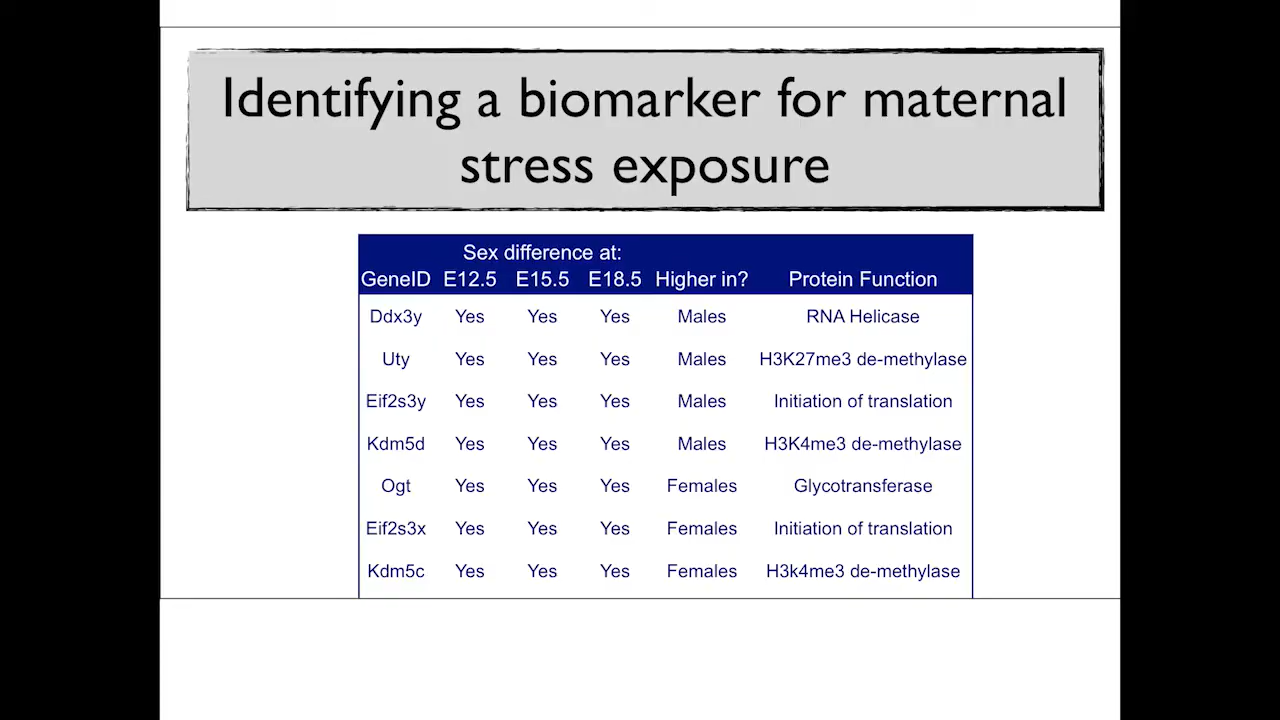 Identifying a biomarker for maternal
stress exposure
Sex difference at:
GeneID E12.5 E15.5 E18.5 Higher in? Protein Function
Ddx3y Yes Yes Yes Males RNA Helicase
Uty Yes Yes Yes Males H3K27me3 de-methylase
Eif2s3y Yes Yes Yes Males Initiation of translation
Kdm5d Yes Yes Yes Males H3K4me3 de-methylase
Ogt Yes Yes Yes Females Glycotransferase
Eif2s3x Yes Yes Yes Females Initiation of translation
Kdm5c Yes Yes Yes Females H3k4me3 de-methylase